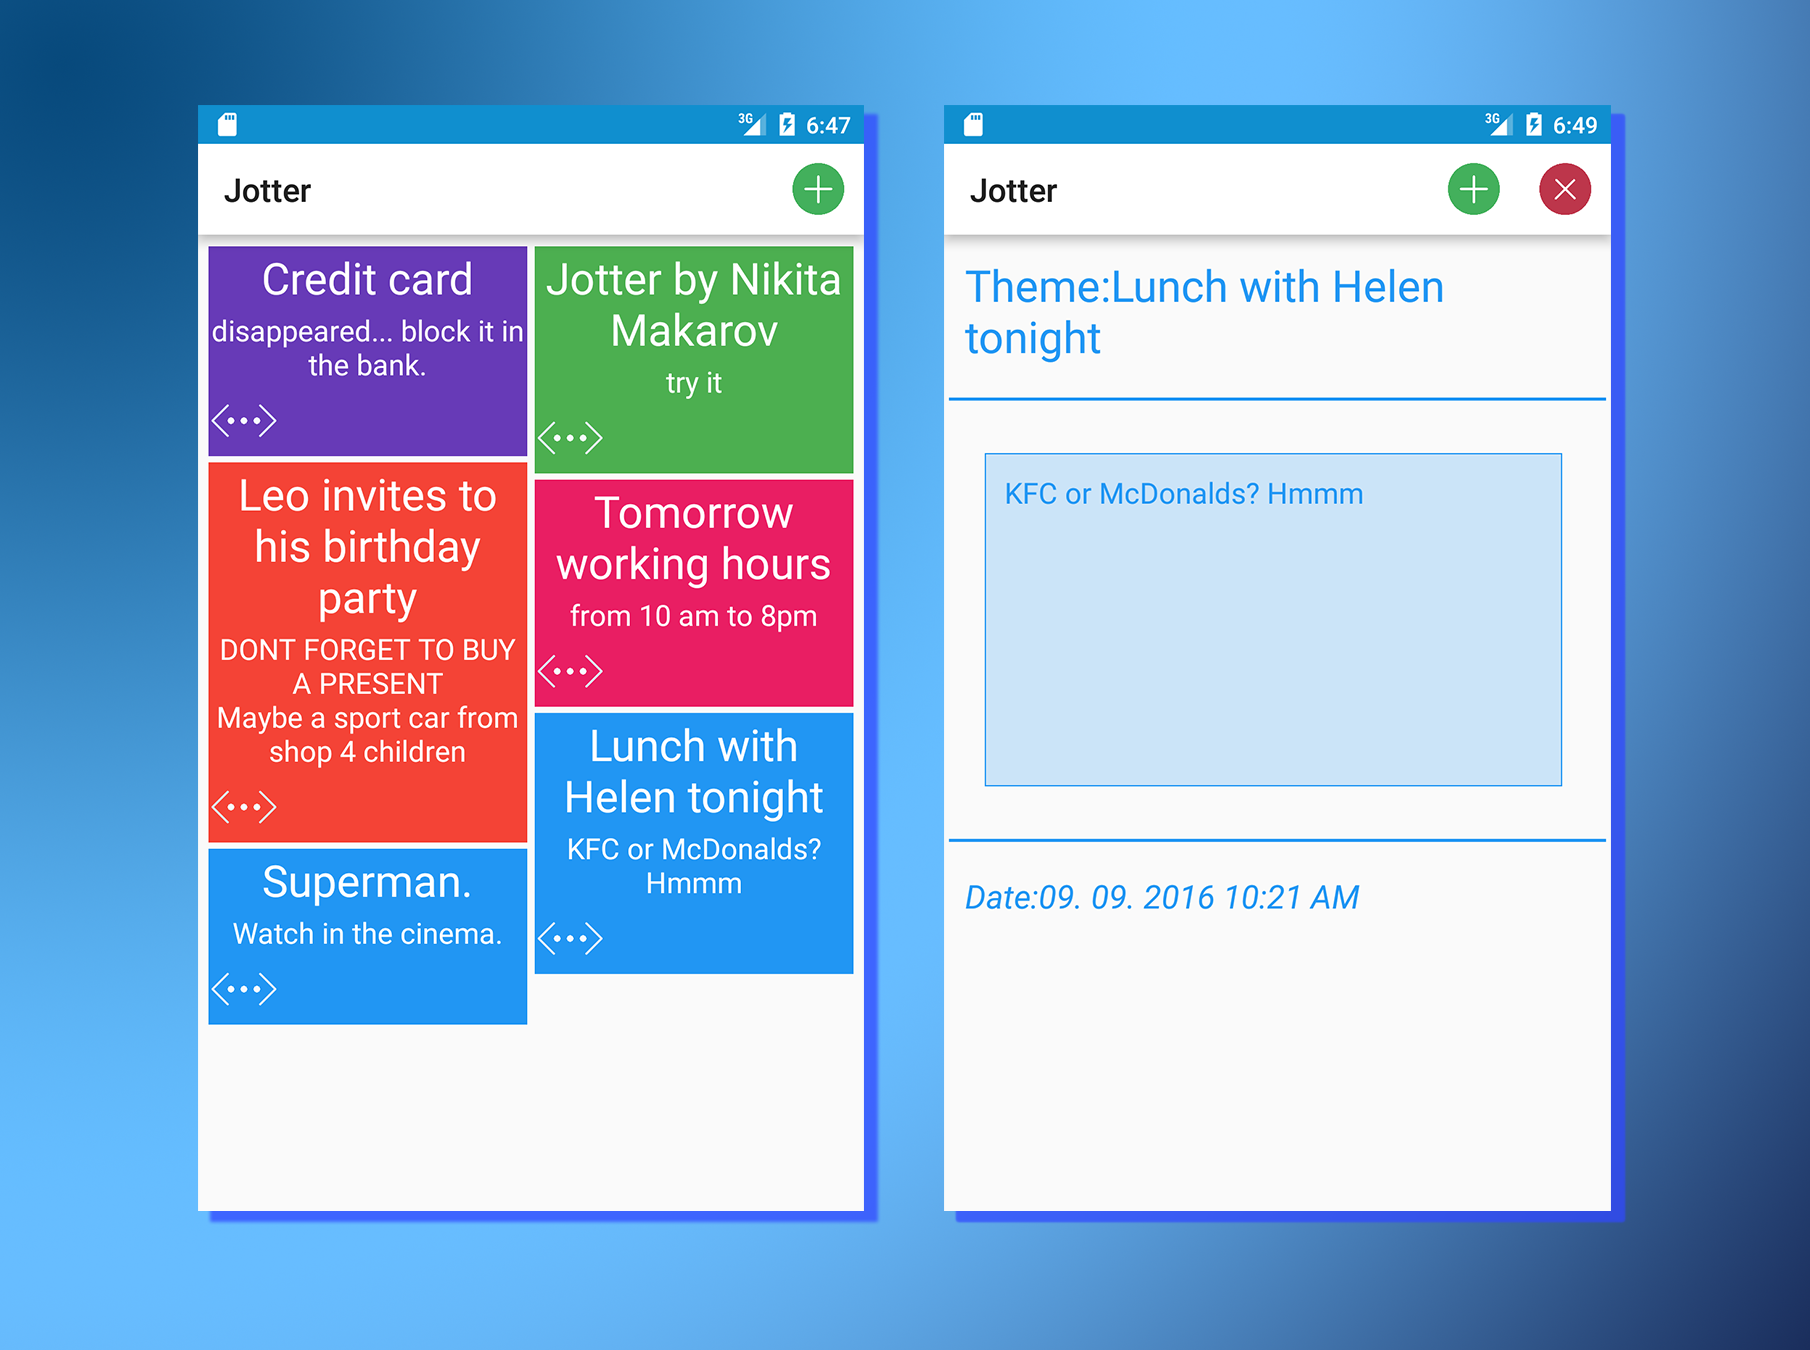 3G 6:47
Jotter
Credit card
disappeared... block it in
the bank.
Leo invites to
his birthday
party
DONT FORGET TO BUY
A PRESENT
Maybe a sport car from
shop 4 children
Superman.
Watch in the cinema.
Jotter by Nikita
Makarov
try it
Tomorrow
working hours
from 10 am to 8pm
Lunch with
Helen tonight
KFC or McDonalds?
Hmmm
3G 6:49
Jotter
Theme:Lunch with Helen
tonight
KFC or McDonalds? Hmmm
Date:09. 09. 2016 10:21 AM